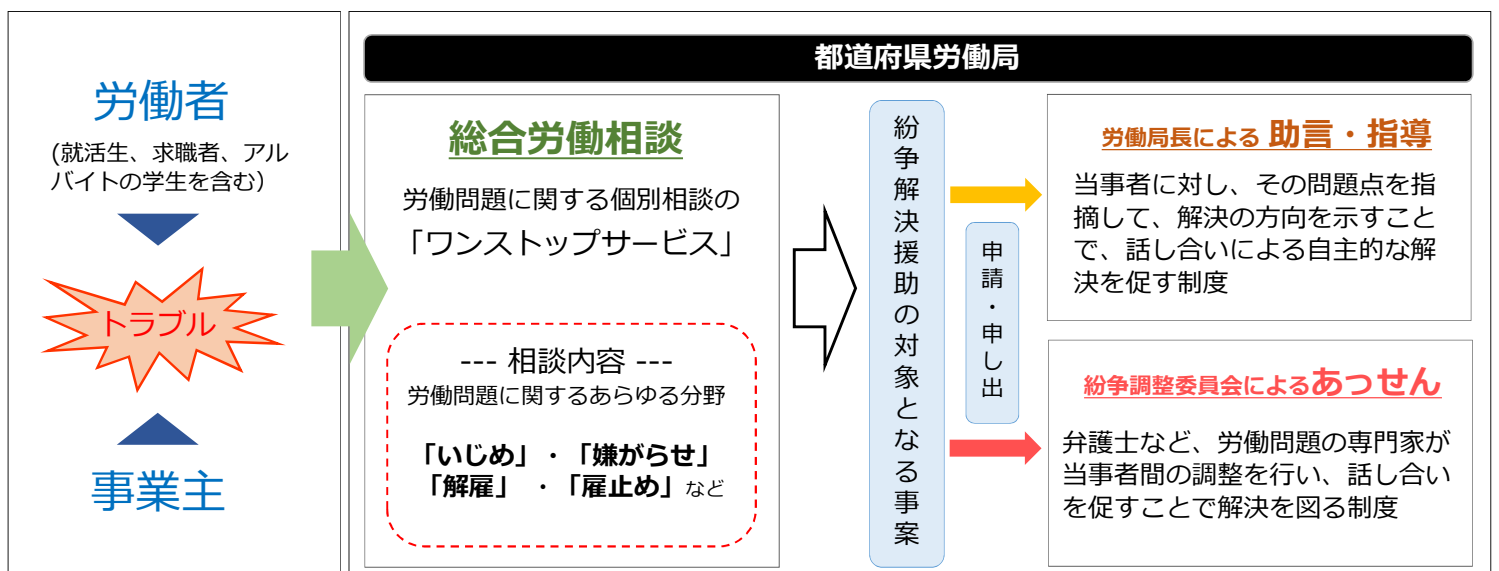 労働者
(就活生、求職者、アル
バイトの学生を含む)
トラブル
事業主
都道府県労働局
総合労働相談
労働問題に関する個別相談の
「ワンストップサービス」
--- 相談内容 ---
労働問題に関するあらゆる分野
「いじめ」・「嫌がらせ」
「解雇」 ・「雇止め」など
紛争解決援助の対象となる事案
申請・申し出
労働局長による 助言・指導
当事者に対し、その問題点を指
摘して、解決の方向を示すこと
で、話し合いによる自主的な解
決を促す制度
紛争調整委員会によるあっせん
弁護士など、労働問題の専門家が
当事者間の調整を行い、話し合い
を促すことで解決を図る制度